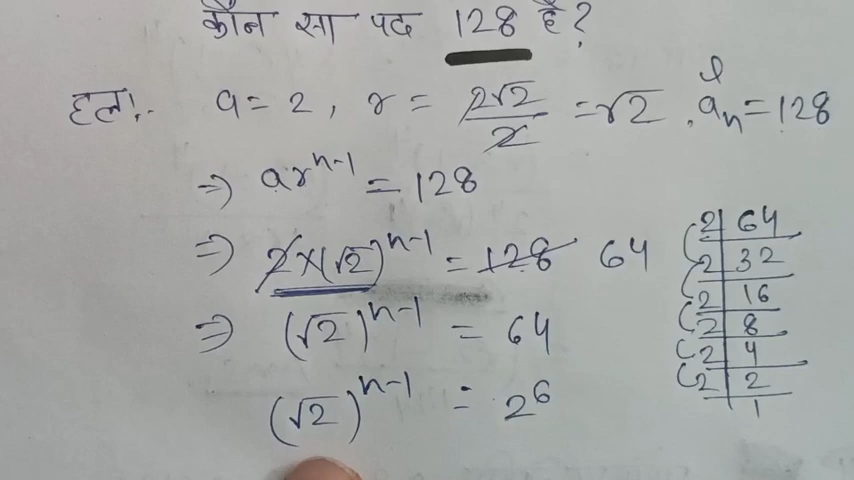 कौन सा पद 128 है?
हल:- a = 2, r = 2√2/2 = √2, aₙ = 128
l
⇒ arⁿ⁻¹ = 128
⇒ 2×(√2)ⁿ⁻¹ = 128 64
⇒ (√2)ⁿ⁻¹ = 64
(√2)ⁿ⁻¹ = 2⁶
2 | 64
2 | 32
2 | 16
2 | 8
2 | 4
2 | 2
| 1